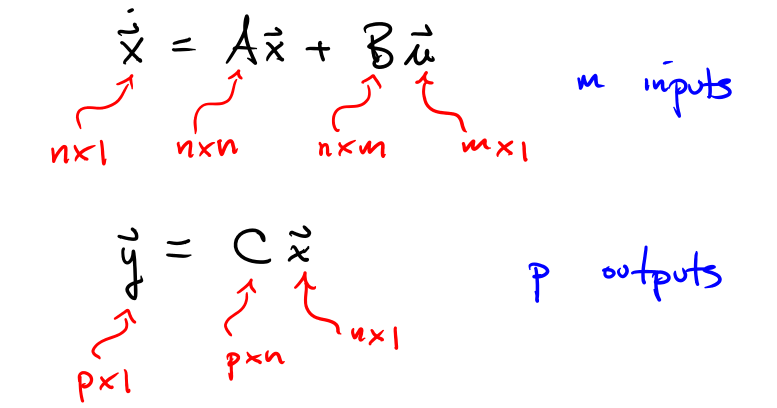 ẋ⃗ = Ax⃗ + Bu⃗
m inputs
n×1 n×n n×m m×1
y⃗ = Cx⃗
p outputs
p×1 p×n n×1